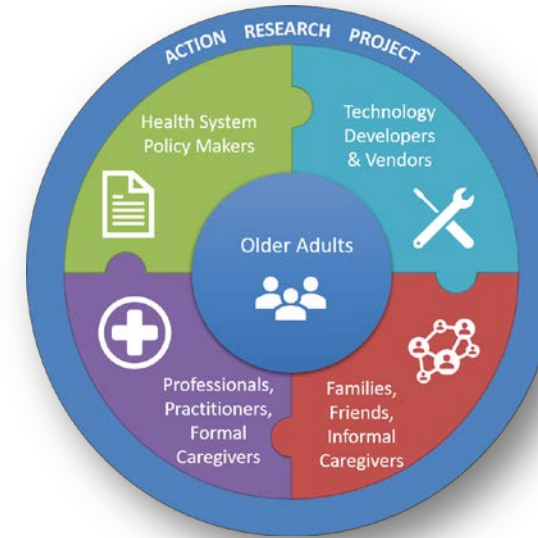 ACTION RESEARCH PROJECT
Health System
Policy Makers
Technology
Developers
& Vendors
Older Adults
Professionals,
Practitioners,
Formal
Caregivers
Families,
Friends,
Informal
Caregivers